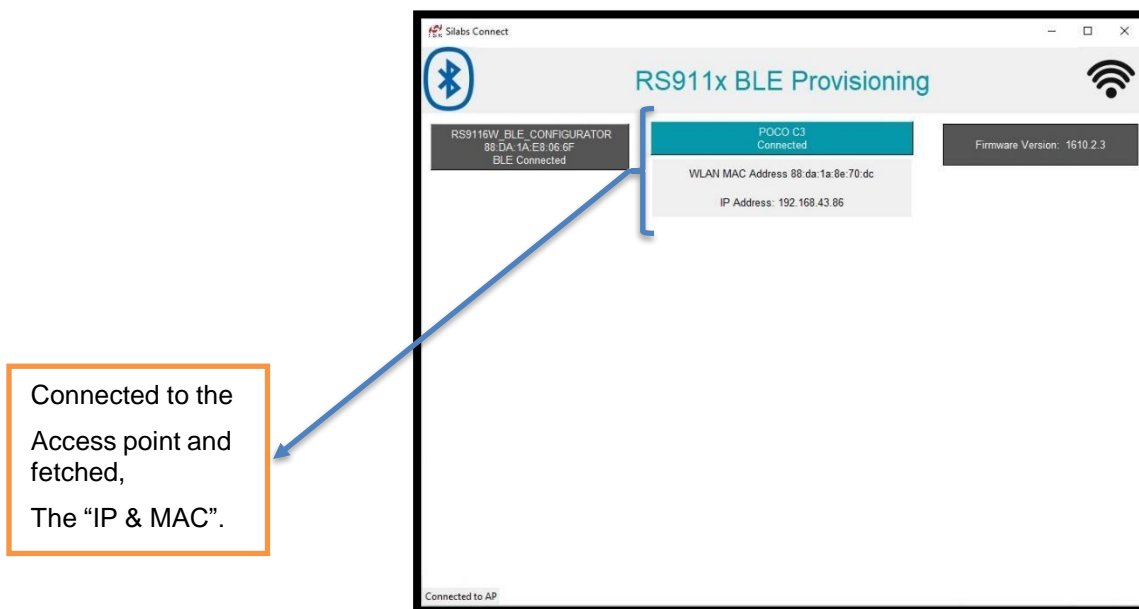 Silabs Connect
RS911x BLE Provisioning
RS9116W_BLE_CONFIGURATOR
88:DA:1A:E8:06:6F
BLE Connected
POCO C3
Connected
WLAN MAC Address 88:da:1a:8e:70:dc
IP Address: 192.168.43.86
Firmware Version: 1610.2.3
Connected to the
Access point and
fetched,
The “IP & MAC”.
Connected to AP